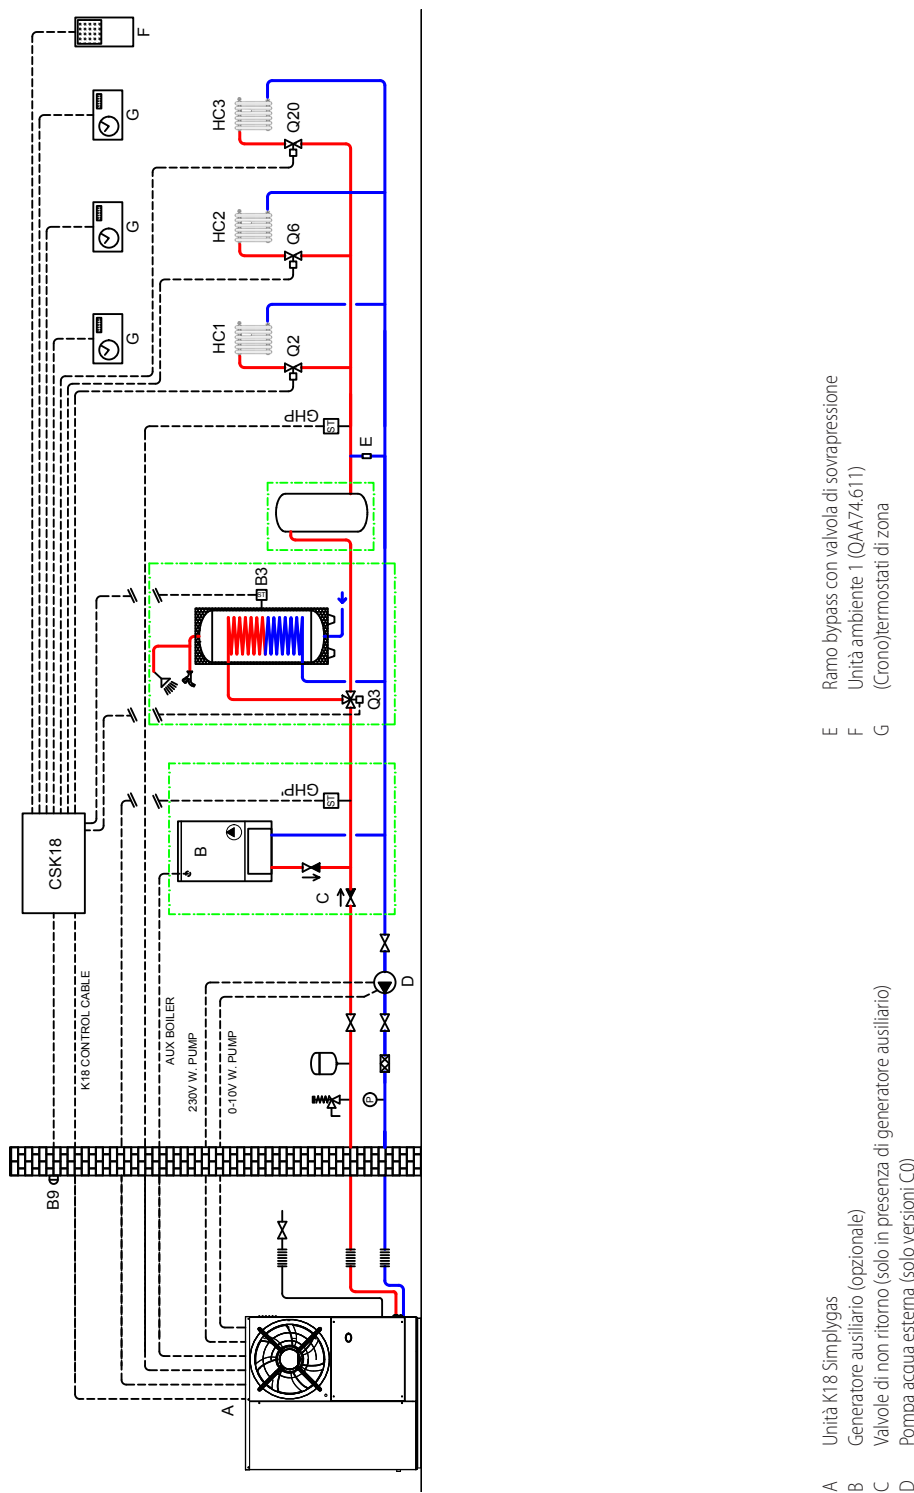 F
G
G
G
HC3
Q20
HC2
Q6
HC1
Q2
GHP
ST
E
B3
ST
Q3
GHP'
ST
CSK18
B
C
K18 CONTROL CABLE
AUX BOILER
230V W. PUMP
0-10V W. PUMP
D
P
B9
A
A Unità K18 Simplygas
B Generatore ausiliario (opzionale)
C Valvole di non ritorno (solo in presenza di generatore ausiliario)
D Pompa acqua esterna (solo versioni C0)
E Ramo bypass con valvola di sovrapressione
F Unità ambiente 1 (QAA74.611)
G (Crono)termostati di zona